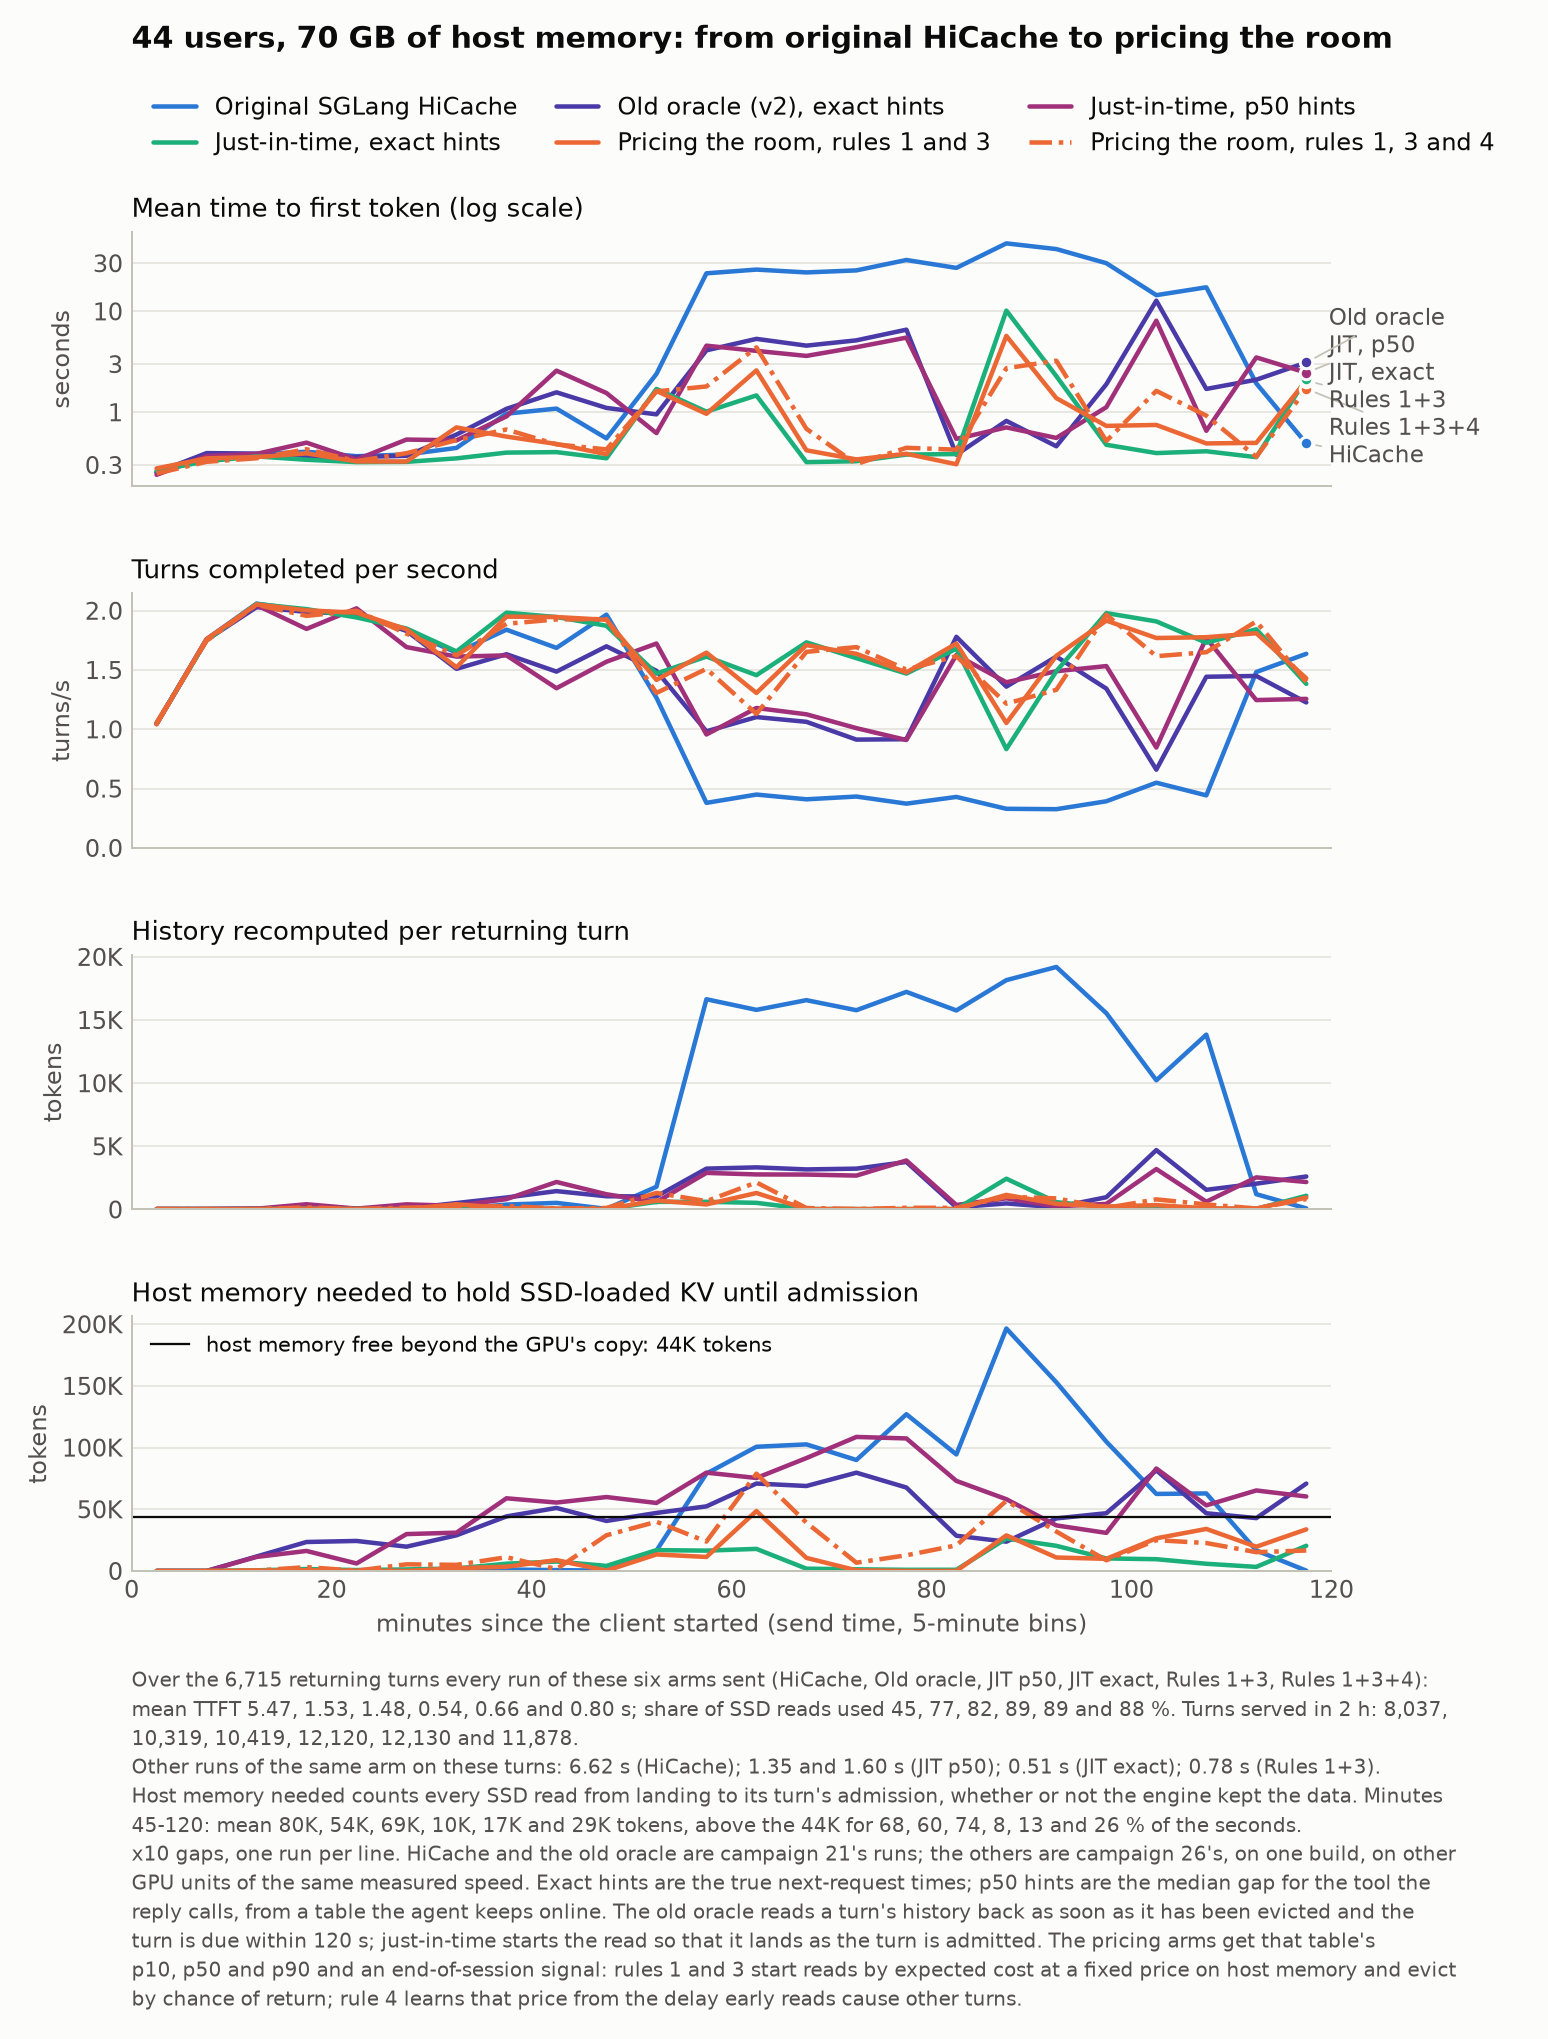 44 users, 70 GB of host memory: from original HiCache to pricing the room
Original SGLang HiCache
Old oracle (v2), exact hints
Just-in-time, p50 hints
Just-in-time, exact hints
Pricing the room, rules 1 and 3
Pricing the room, rules 1, 3 and 4
Mean time to first token (log scale)
seconds
30
10
3
1
0.3
Old oracle
JIT, p50
JIT, exact
Rules 1+3
Rules 1+3+4
HiCache
Turns completed per second
turns/s
2.0
1.5
1.0
0.5
0.0
History recomputed per returning turn
tokens
20K
15K
10K
5K
0
Host memory needed to hold SSD-loaded KV until admission
tokens
200K
150K
100K
50K
0
host memory free beyond the GPU's copy: 44K tokens
0 20 40 60 80 100 120
minutes since the client started (send time, 5-minute bins)
Over the 6,715 returning turns every run of these six arms sent (HiCache, Old oracle, JIT p50, JIT exact, Rules 1+3, Rules 1+3+4):
mean TTFT 5.47, 1.53, 1.48, 0.54, 0.66 and 0.80 s; share of SSD reads used 45, 77, 82, 89, 89 and 88 %. Turns served in 2 h: 8,037,
10,319, 10,419, 12,120, 12,130 and 11,878.
Other runs of the same arm on these turns: 6.62 s (HiCache); 1.35 and 1.60 s (JIT p50); 0.51 s (JIT exact); 0.78 s (Rules 1+3).
Host memory needed counts every SSD read from landing to its turn's admission, whether or not the engine kept the data. Minutes
45-120: mean 80K, 54K, 69K, 10K, 17K and 29K tokens, above the 44K for 68, 60, 74, 8, 13 and 26 % of the seconds.
x10 gaps, one run per line. HiCache and the old oracle are campaign 21's runs; the others are campaign 26's, on one build, on other
GPU units of the same measured speed. Exact hints are the true next-request times; p50 hints are the median gap for the tool the
reply calls, from a table the agent keeps online. The old oracle reads a turn's history back as soon as it has been evicted and the
turn is due within 120 s; just-in-time starts the read so that it lands as the turn is admitted. The pricing arms get that table's
p10, p50 and p90 and an end-of-session signal: rules 1 and 3 start reads by expected cost at a fixed price on host memory and evict
by chance of return; rule 4 learns that price from the delay early reads cause other turns.